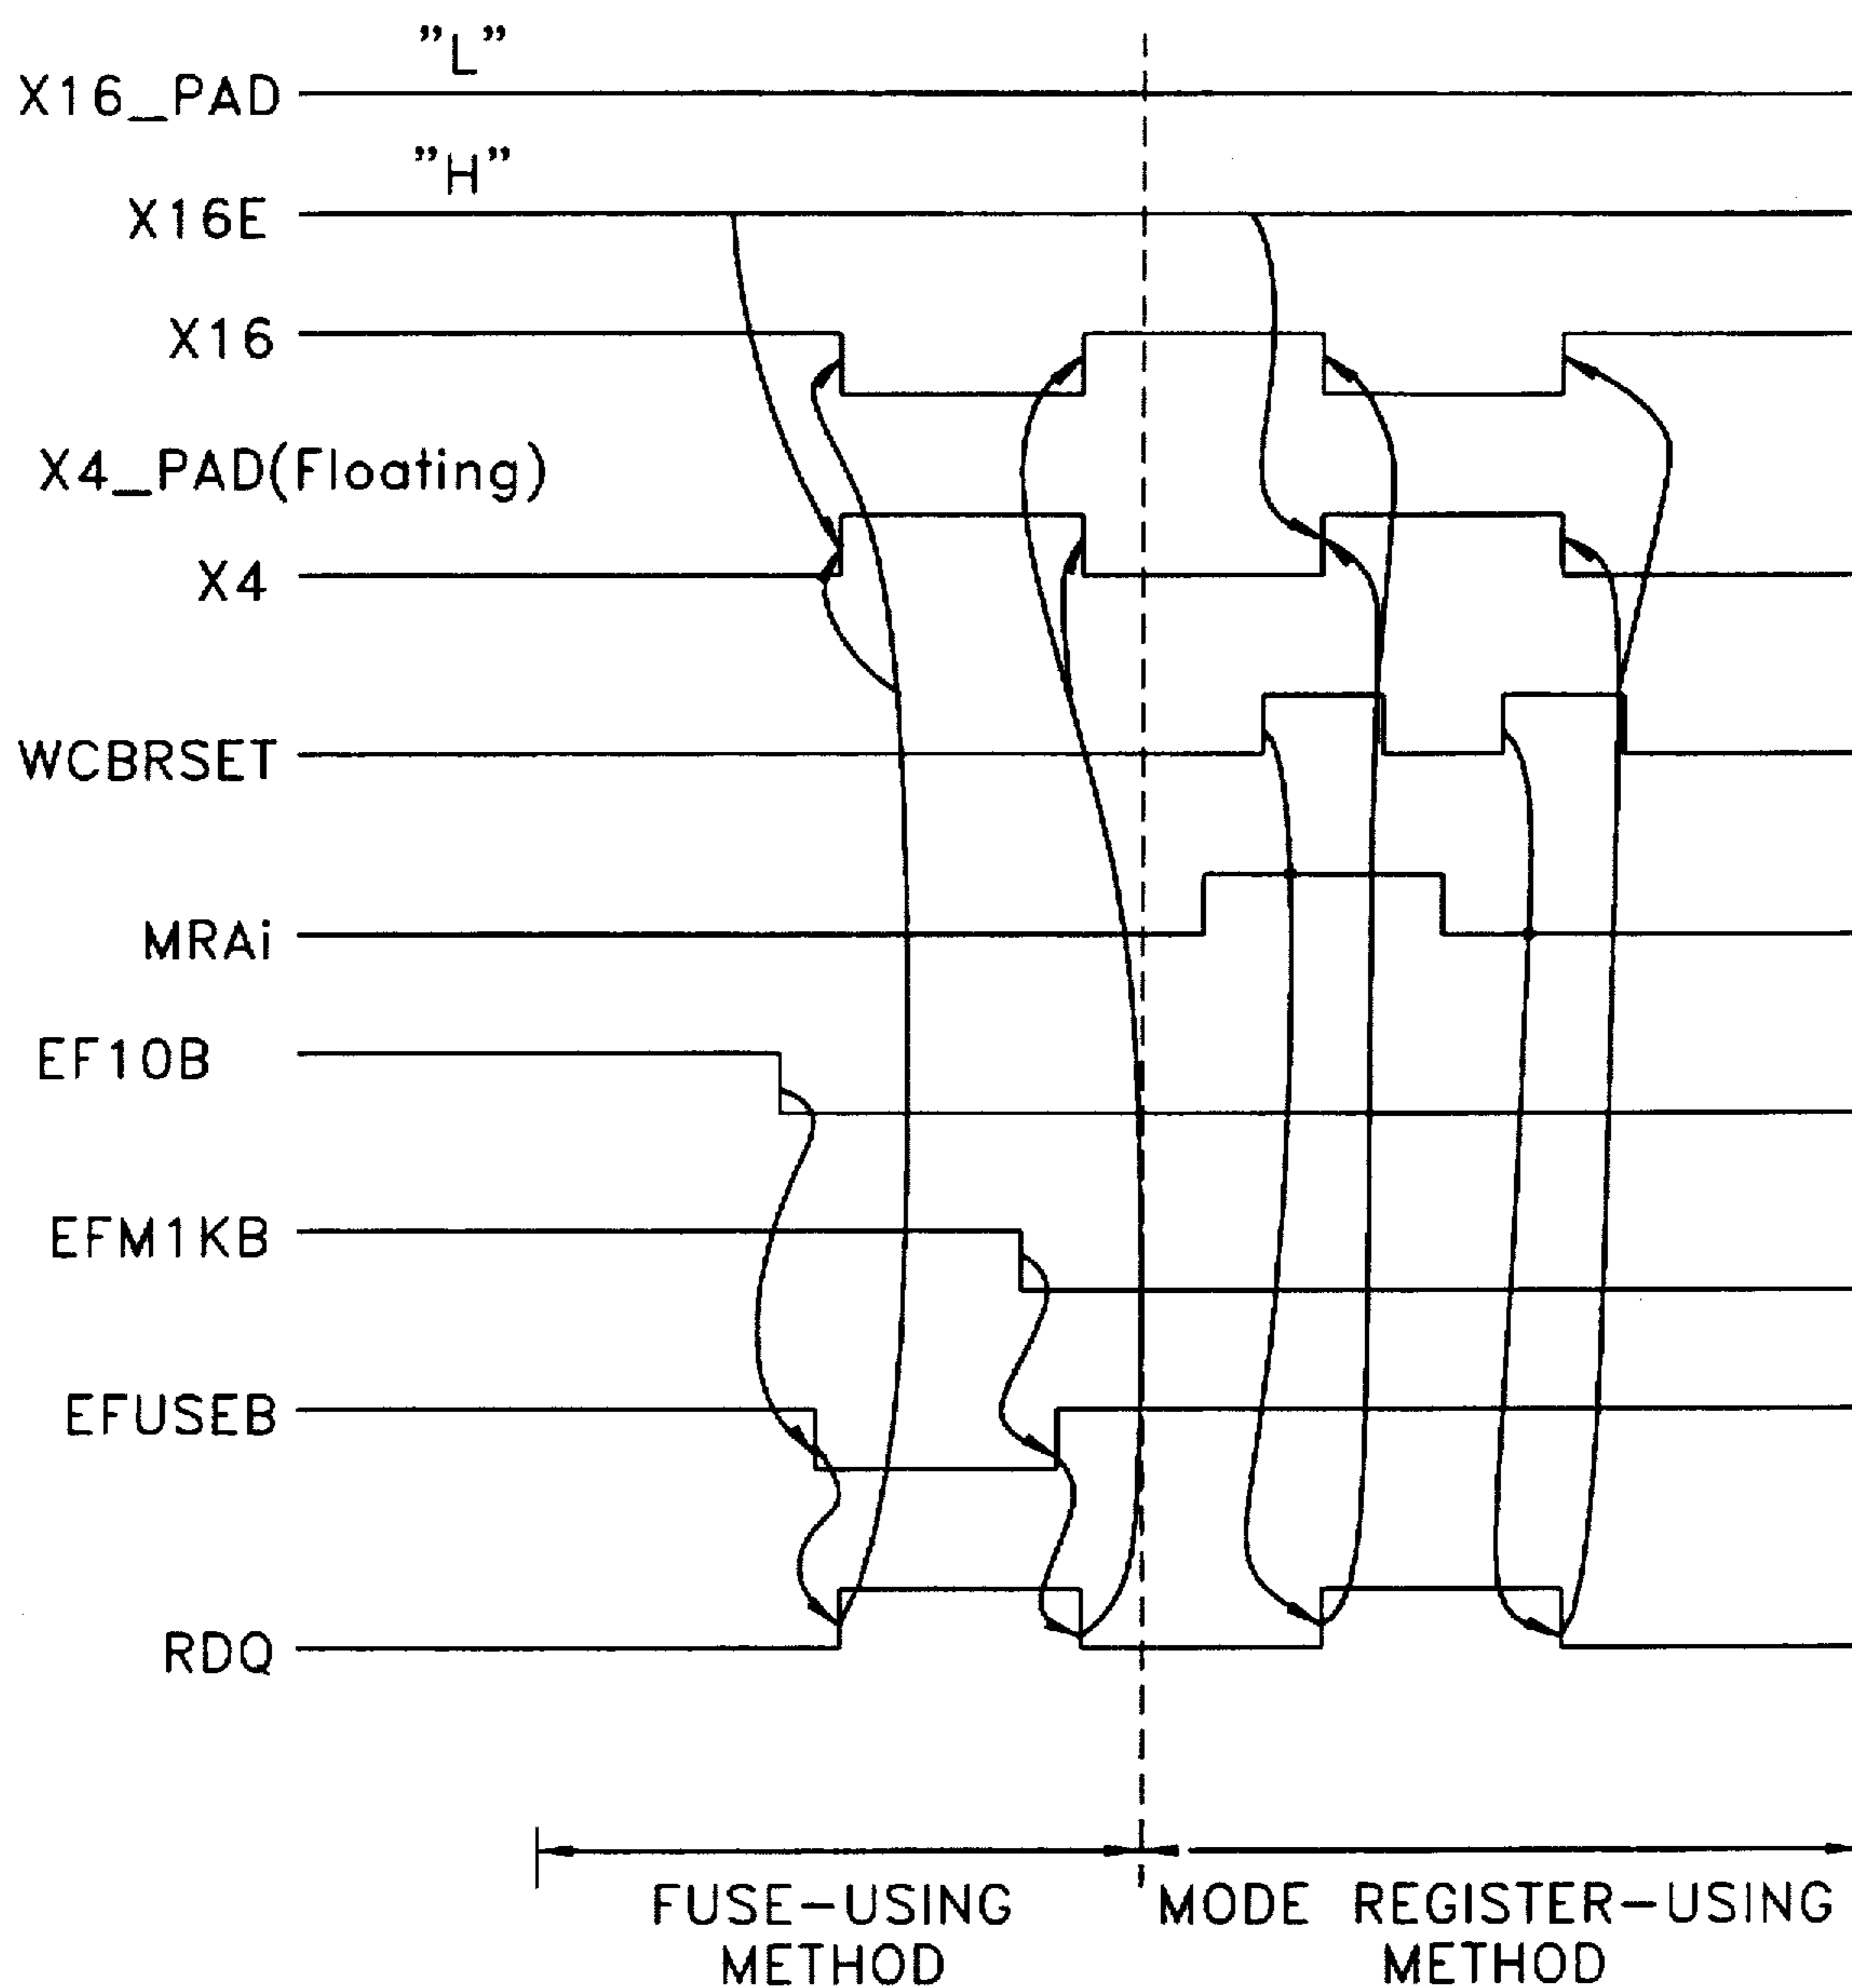 "L"
X16_PAD
"H"
X16E
X16
X4_PAD(Floating)
X4
WCBRSET
MRAi
EF10B
EFM1KB
EFUSEB
RDQ
FUSE-USING METHOD
MODE REGISTER-USING METHOD